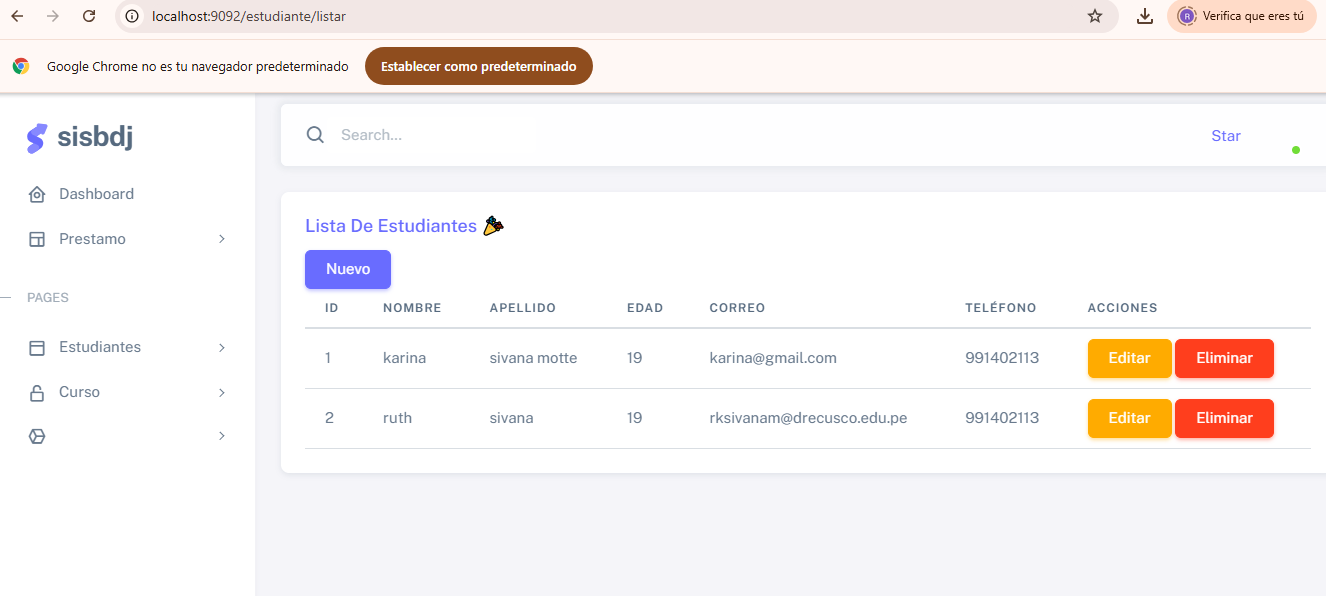 localhost:9092/estudiante/listar
R Verifica que eres tú
Google Chrome no es tu navegador predeterminado Establecer como predeterminado
sisbdj
Search...
Star
Dashboard
Prestamo
PAGES
Estudiantes
Curso
Lista De Estudiantes
Nuevo
ID NOMBRE APELLIDO EDAD CORREO TELÉFONO ACCIONES
1 karina sivana motte 19 karina@gmail.com 991402113 Editar Eliminar
2 ruth sivana 19 rksivanam@drecusco.edu.pe 991402113 Editar Eliminar